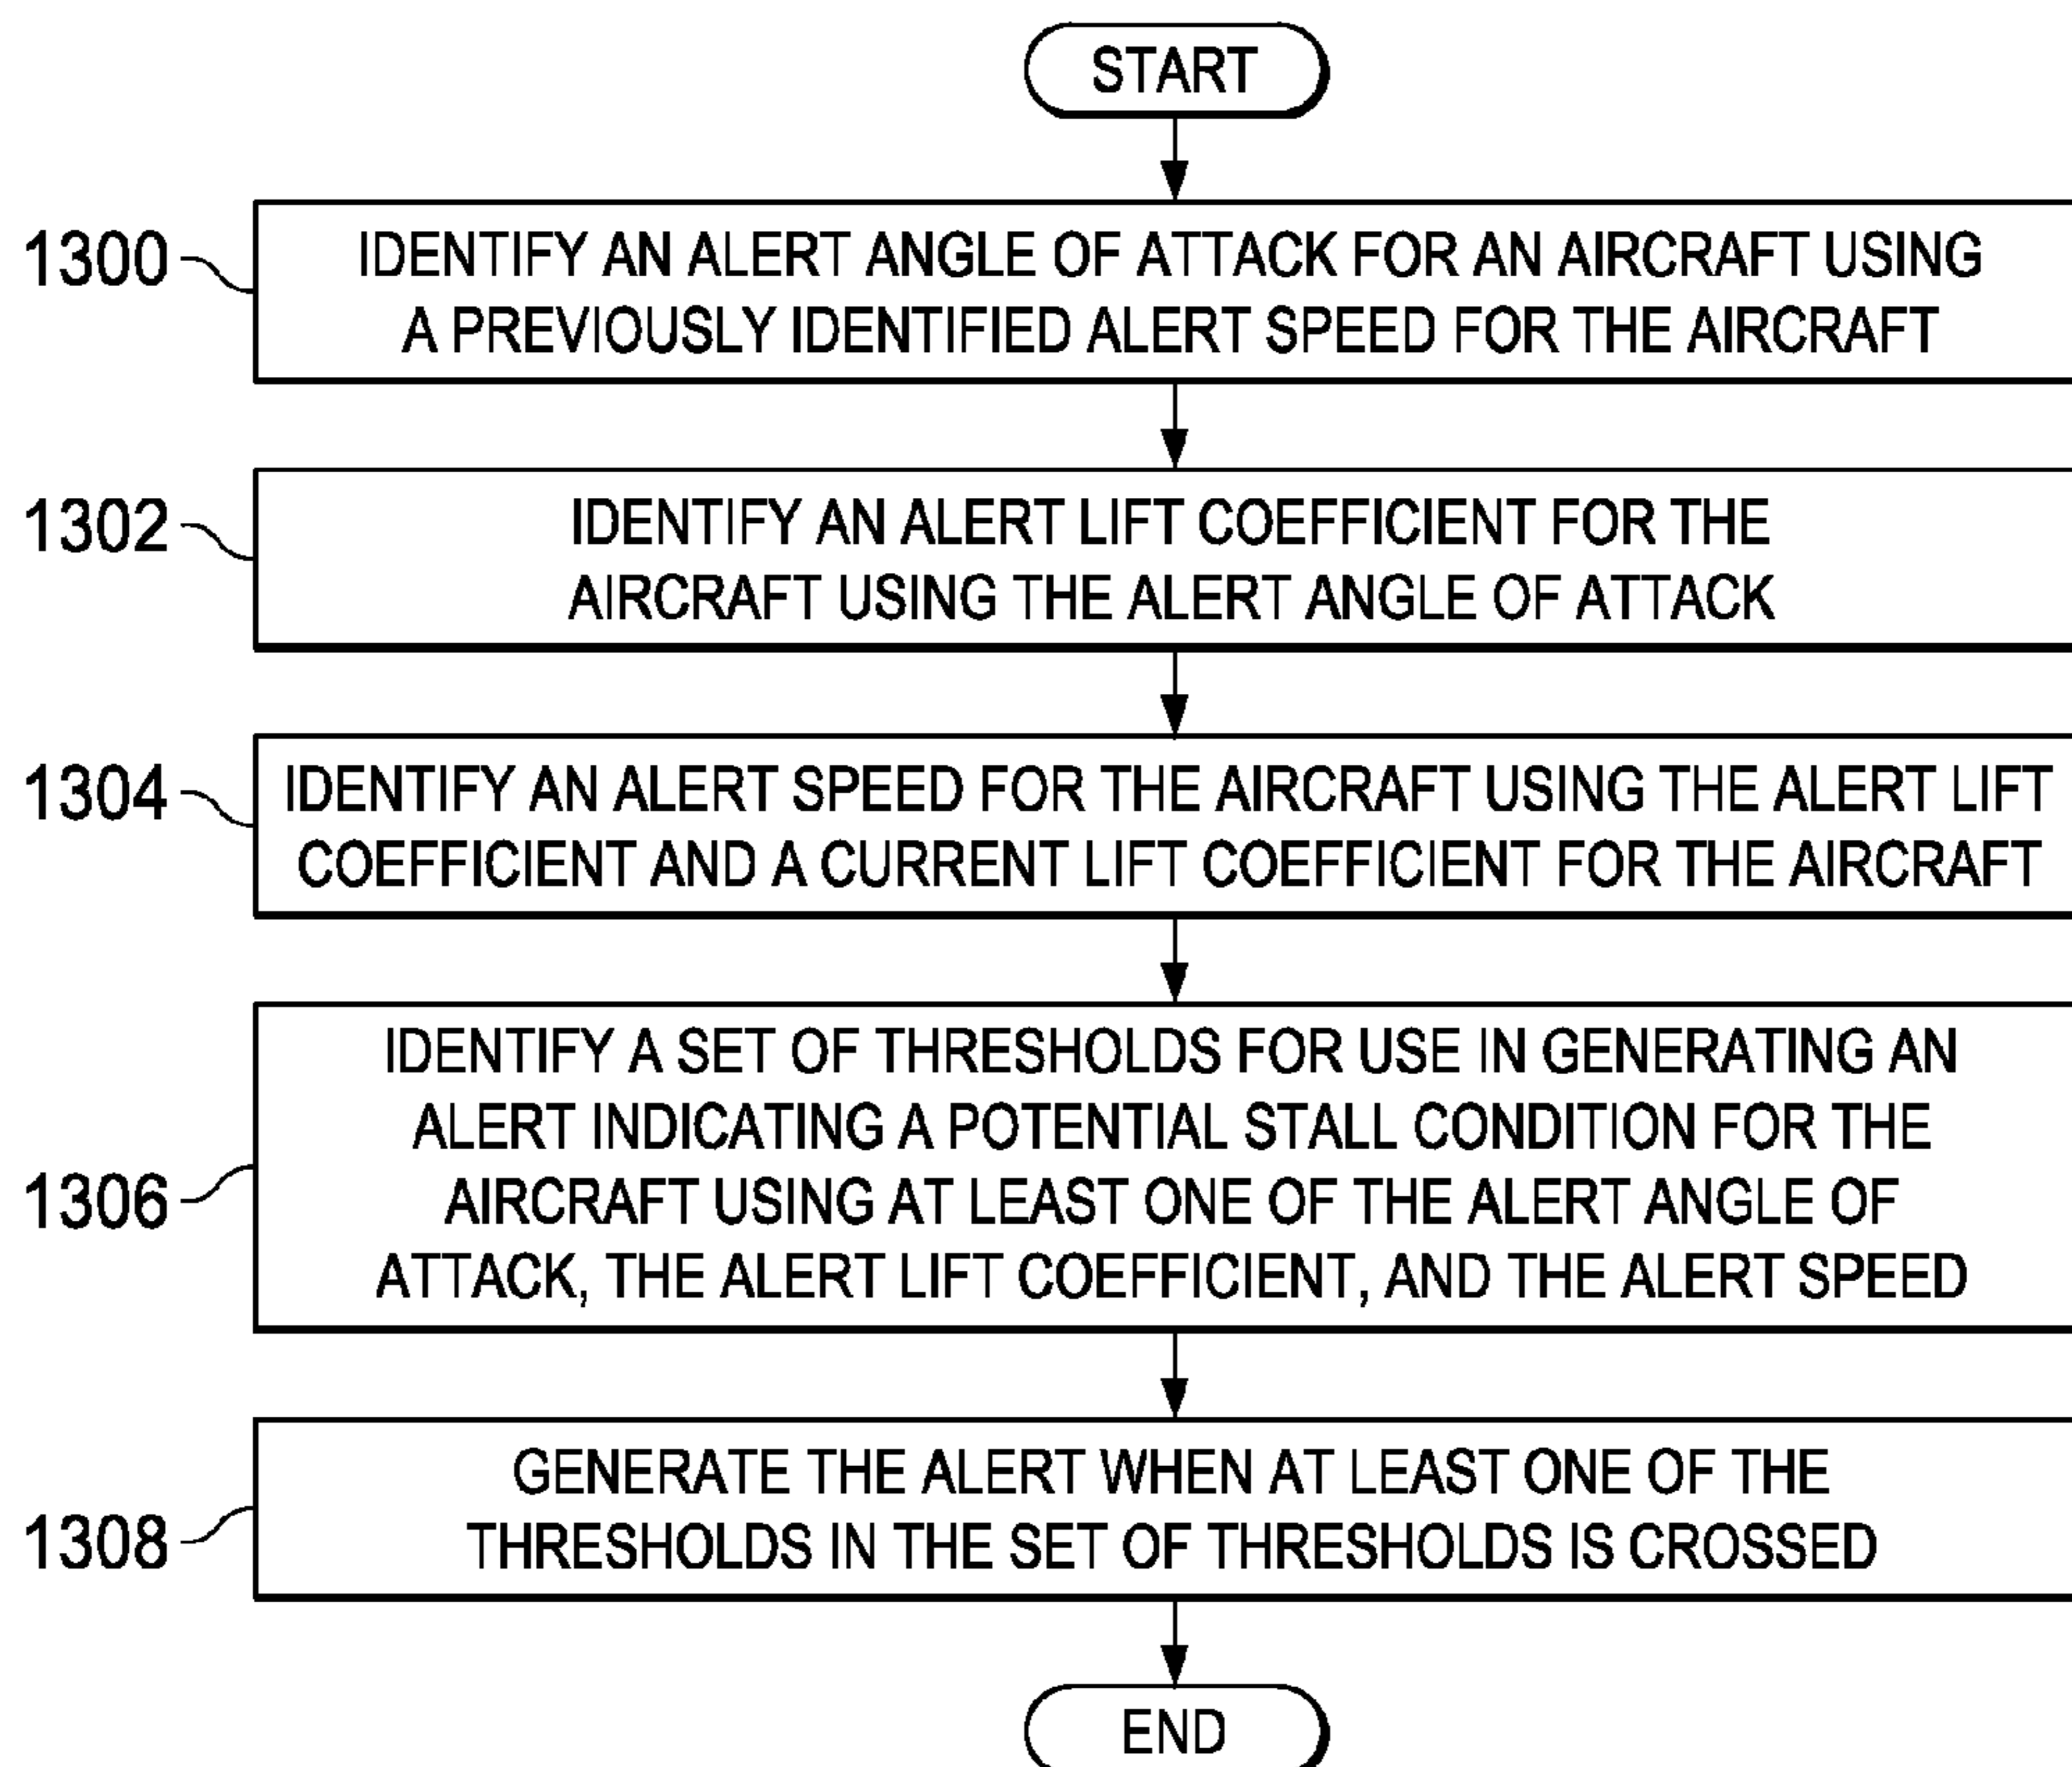 START
1300
IDENTIFY AN ALERT ANGLE OF ATTACK FOR AN AIRCRAFT USING
A PREVIOUSLY IDENTIFIED ALERT SPEED FOR THE AIRCRAFT
1302
IDENTIFY AN ALERT LIFT COEFFICIENT FOR THE
AIRCRAFT USING THE ALERT ANGLE OF ATTACK
1304
IDENTIFY AN ALERT SPEED FOR THE AIRCRAFT USING THE ALERT LIFT
COEFFICIENT AND A CURRENT LIFT COEFFICIENT FOR THE AIRCRAFT
1306
IDENTIFY A SET OF THRESHOLDS FOR USE IN GENERATING AN
ALERT INDICATING A POTENTIAL STALL CONDITION FOR THE
AIRCRAFT USING AT LEAST ONE OF THE ALERT ANGLE OF
ATTACK, THE ALERT LIFT COEFFICIENT, AND THE ALERT SPEED
1308
GENERATE THE ALERT WHEN AT LEAST ONE OF THE
THRESHOLDS IN THE SET OF THRESHOLDS IS CROSSED
END